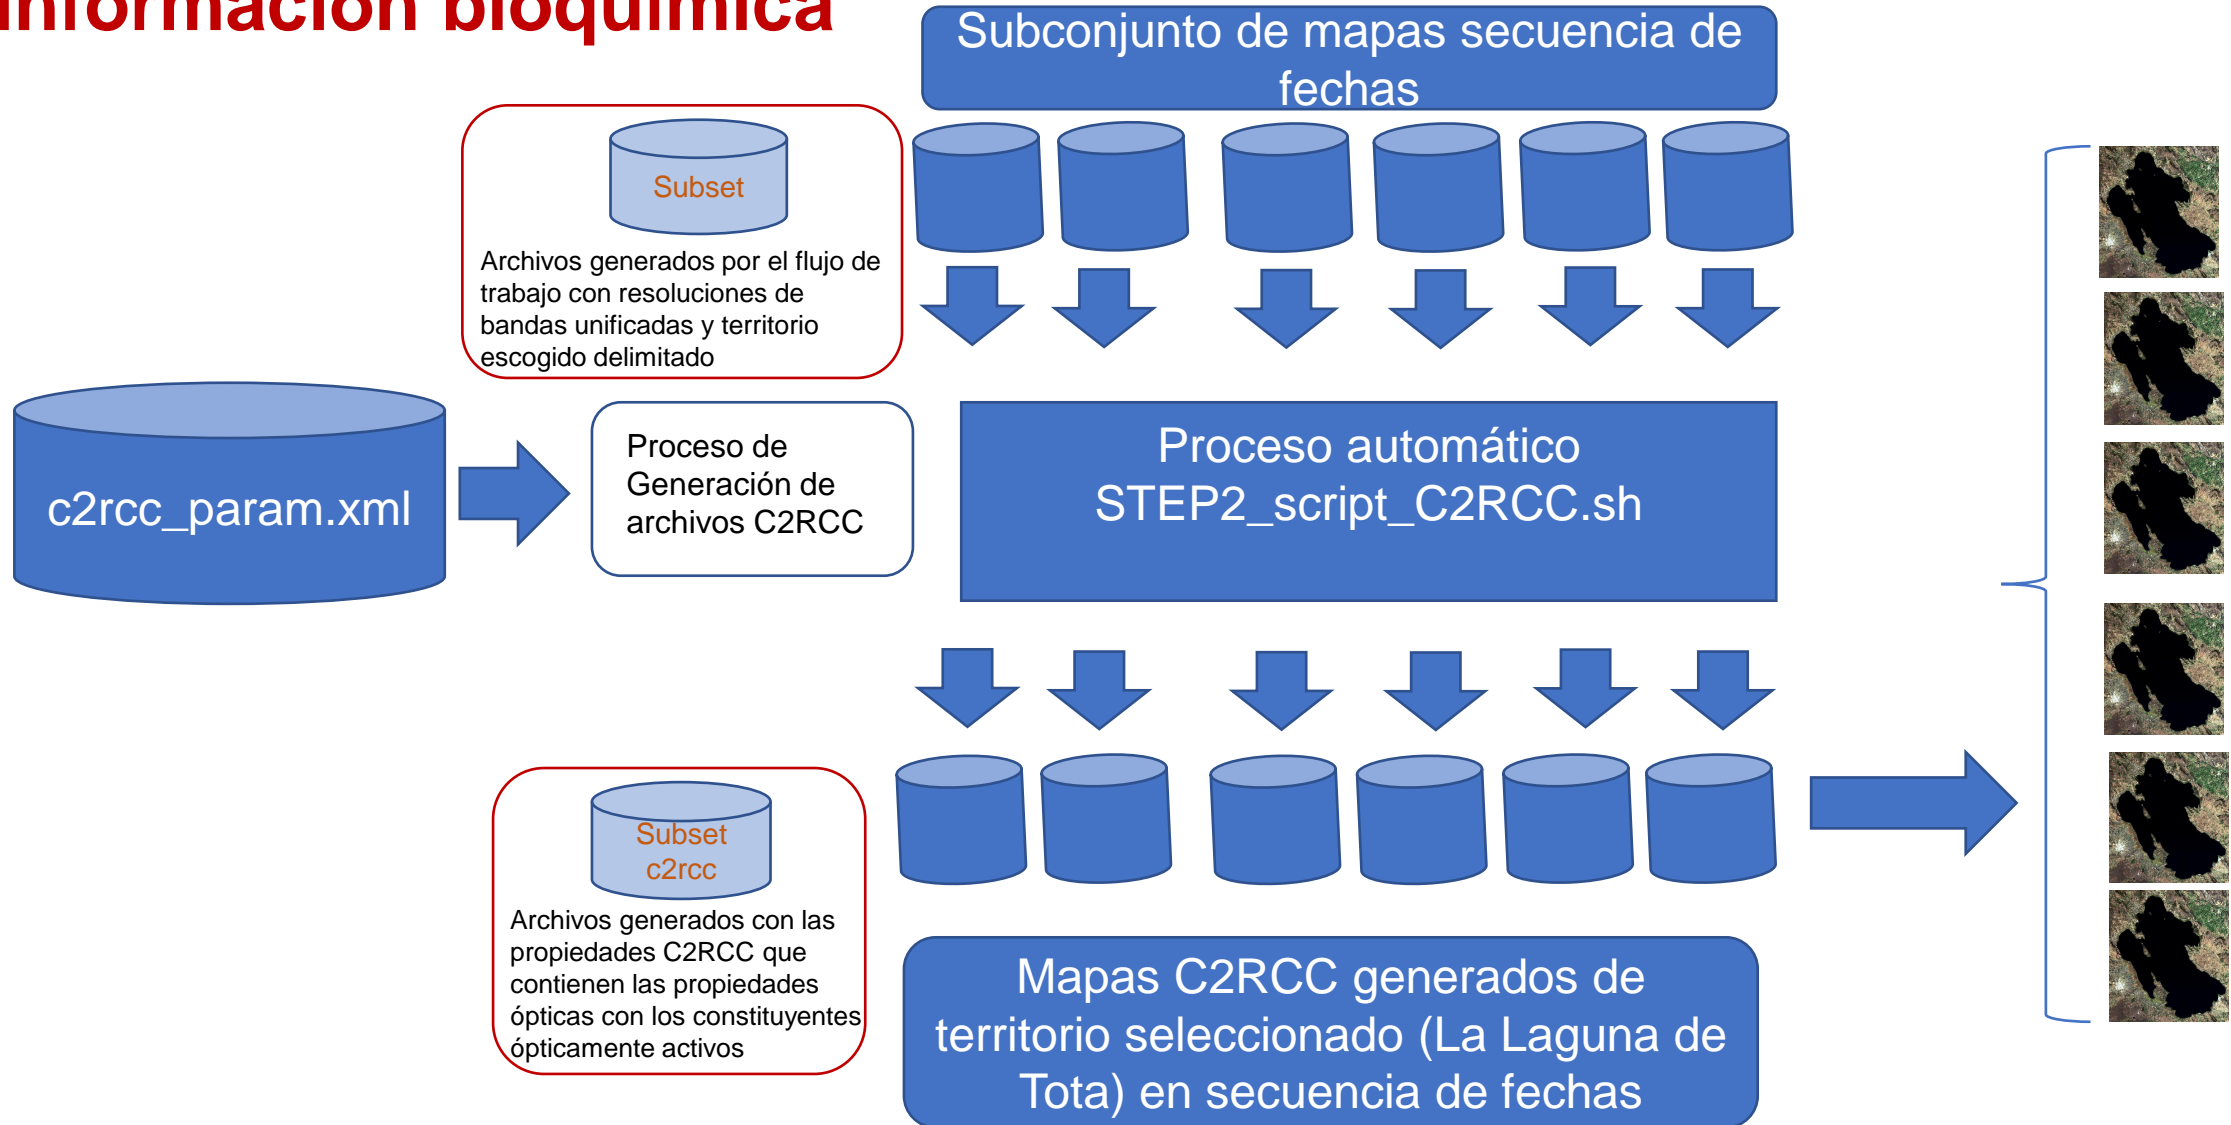 Información bioquímica
Subconjunto de mapas secuencia de
fechas
Subset
Archivos generados por el flujo de
trabajo con resoluciones de
bandas unificadas y territorio
escogido delimitado
c2rcc_param.xml
Proceso de
Generación de
archivos C2RCC
Proceso automático
STEP2_script_C2RCC.sh
Subset
c2rcc
Archivos generados con las
propiedades C2RCC que
contienen las propiedades
ópticas con los constituyentes
ópticamente activos
Mapas C2RCC generados de
territorio seleccionado (La Laguna de
Tota) en secuencia de fechas